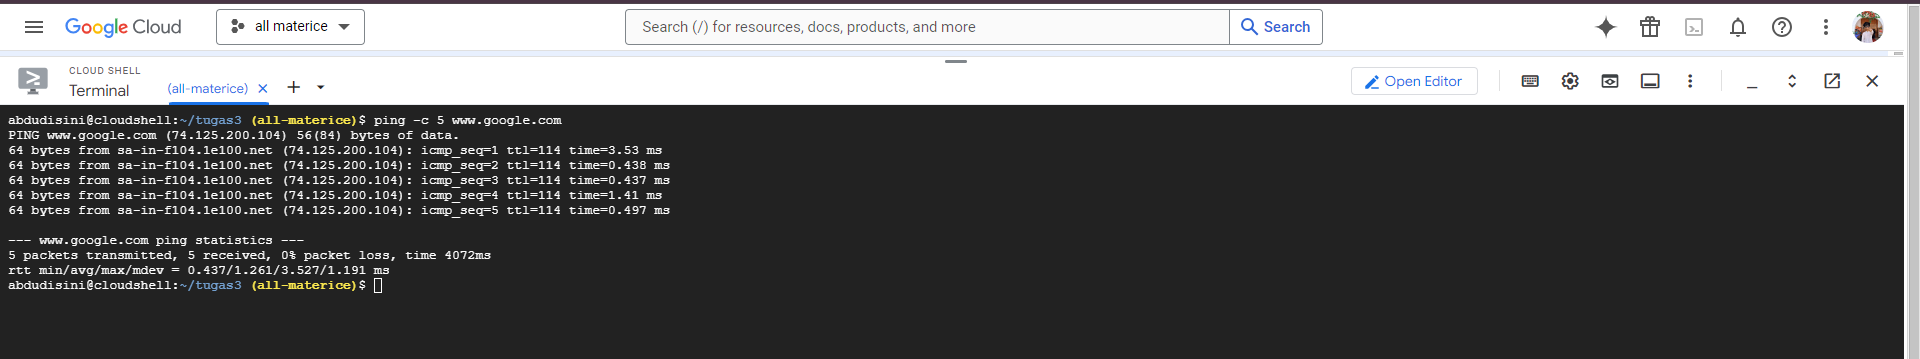 Google Cloud
all materice
Search (/) for resources, docs, products, and more
Search
CLOUD SHELL
Terminal
(all-materice)
Open Editor
abdudisini@cloudshell:~/tugas3 (all-materice)$ ping -c 5 www.google.com
PING www.google.com (74.125.200.104) 56(84) bytes of data.
64 bytes from sa-in-f104.1e100.net (74.125.200.104): icmp_seq=1 ttl=114 time=3.53 ms
64 bytes from sa-in-f104.1e100.net (74.125.200.104): icmp_seq=2 ttl=114 time=0.438 ms
64 bytes from sa-in-f104.1e100.net (74.125.200.104): icmp_seq=3 ttl=114 time=0.437 ms
64 bytes from sa-in-f104.1e100.net (74.125.200.104): icmp_seq=4 ttl=114 time=1.41 ms
64 bytes from sa-in-f104.1e100.net (74.125.200.104): icmp_seq=5 ttl=114 time=0.497 ms
--- www.google.com ping statistics ---
5 packets transmitted, 5 received, 0% packet loss, time 4072ms
rtt min/avg/max/mdev = 0.437/1.261/3.527/1.191 ms
abdudisini@cloudshell:~/tugas3 (all-materice)$